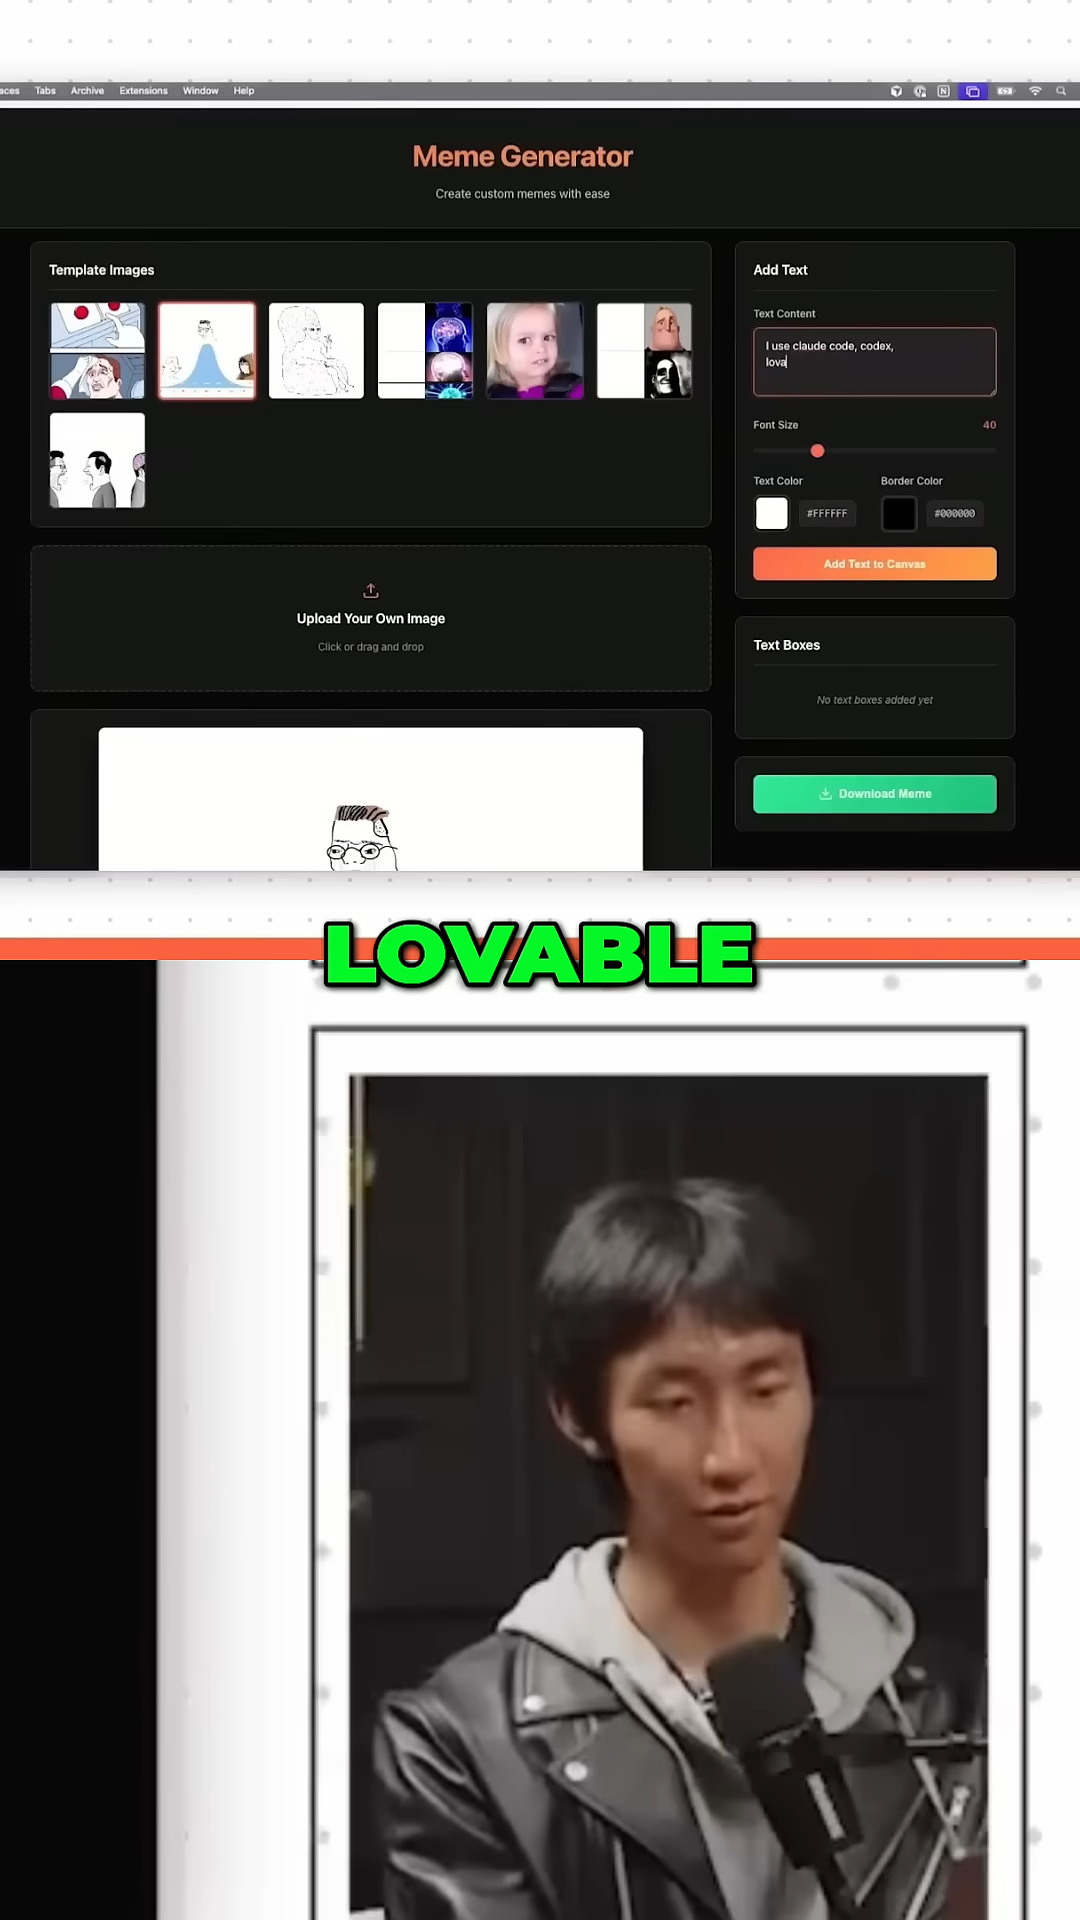 aces Tabs Archive Extensions Window Help
Meme Generator
Create custom memes with ease
Template Images
Upload Your Own Image
Click or drag and drop
Add Text
Text Content
I use claude code, codex,
lova
Font Size 40
Text Color Border Color
#FFFFFF #000000
Add Text to Canvas
Text Boxes
No text boxes added yet
Download Meme
LOVABLE